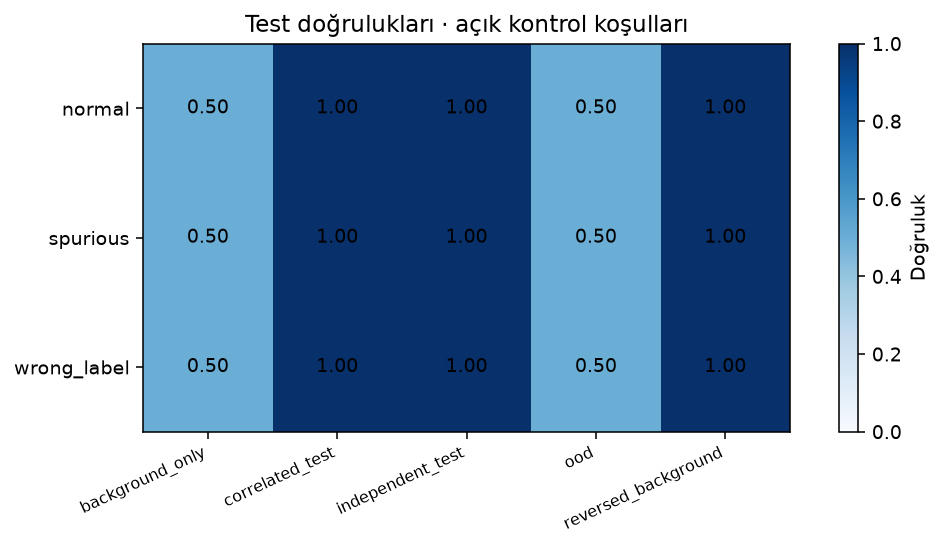 Test doğrulukları · açık kontrol koşulları
normal
spurious
wrong_label
0.50 1.00 1.00 0.50 1.00
0.50 1.00 1.00 0.50 1.00
0.50 1.00 1.00 0.50 1.00
background_only
correlated_test
independent_test
ood
reversed_background
1.0
0.8
0.6
0.4
0.2
0.0
Doğruluk